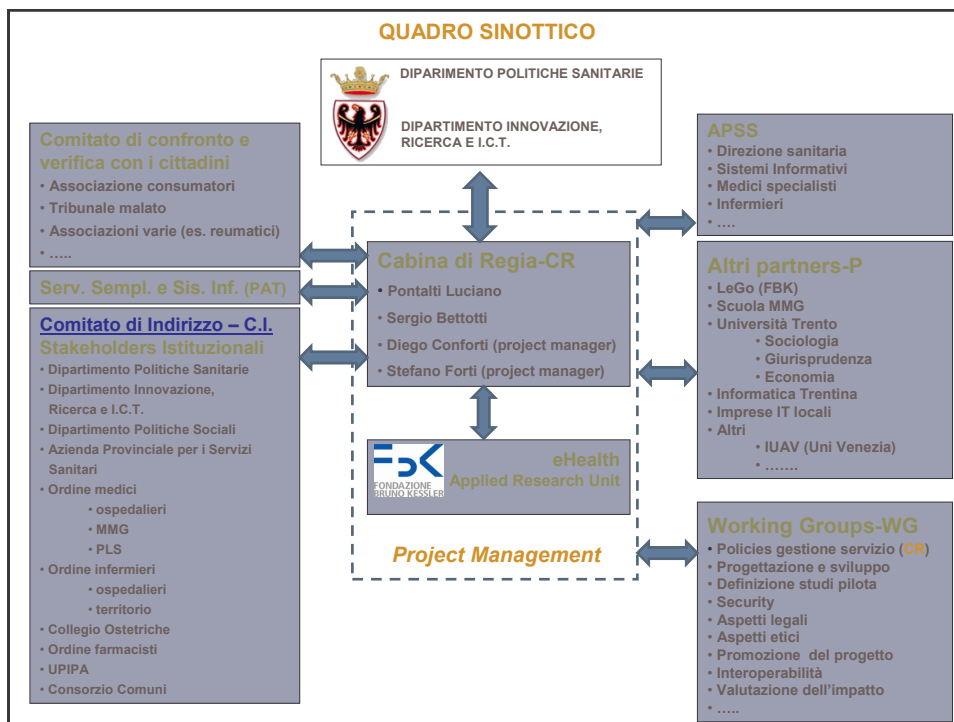 QUADRO SINOTTICO
DIPARIMENTO POLITICHE SANITARIE
DIPARTIMENTO INNOVAZIONE,
RICERCA E I.C.T.
Comitato di confronto e
verifica con i cittadini
• Associazione consumatori
• Tribunale malato
• Associazioni varie (es. reumatici)
• .....
Serv. Sempl. e Sis. Inf. (PAT)
Comitato di Indirizzo – C.I.
Stakeholders Istituzionali
• Dipartimento Politiche Sanitarie
• Dipartimento Innovazione,
Ricerca e I.C.T.
• Dipartimento Politiche Sociali
• Azienda Provinciale per i Servizi
Sanitari
• Ordine medici
• ospedalieri
• MMG
• PLS
• Ordine infermieri
• ospedalieri
• territorio
• Collegio Ostetriche
• Ordine farmacisti
• UPIPA
• Consorzio Comuni
Cabina di Regia-CR
• Pontalti Luciano
• Sergio Bettotti
• Diego Conforti (project manager)
• Stefano Forti (project manager)
FBK
FONDAZIONE
BRUNO KESSLER
eHealth
Applied Research Unit
Project Management
APSS
• Direzione sanitaria
• Sistemi Informativi
• Medici specialisti
• Infermieri
• ....
Altri partners-P
• LeGo (FBK)
• Scuola MMG
• Università Trento
• Sociologia
• Giurisprudenza
• Economia
• Informatica Trentina
• Imprese IT locali
• Altri
• IUAV (Uni Venezia)
• .......
Working Groups-WG
• Policies gestione servizio (CR)
• Progettazione e sviluppo
• Definizione studi pilota
• Security
• Aspetti legali
• Aspetti etici
• Promozione del progetto
• Interoperabilità
• Valutazione dell'impatto
• .....